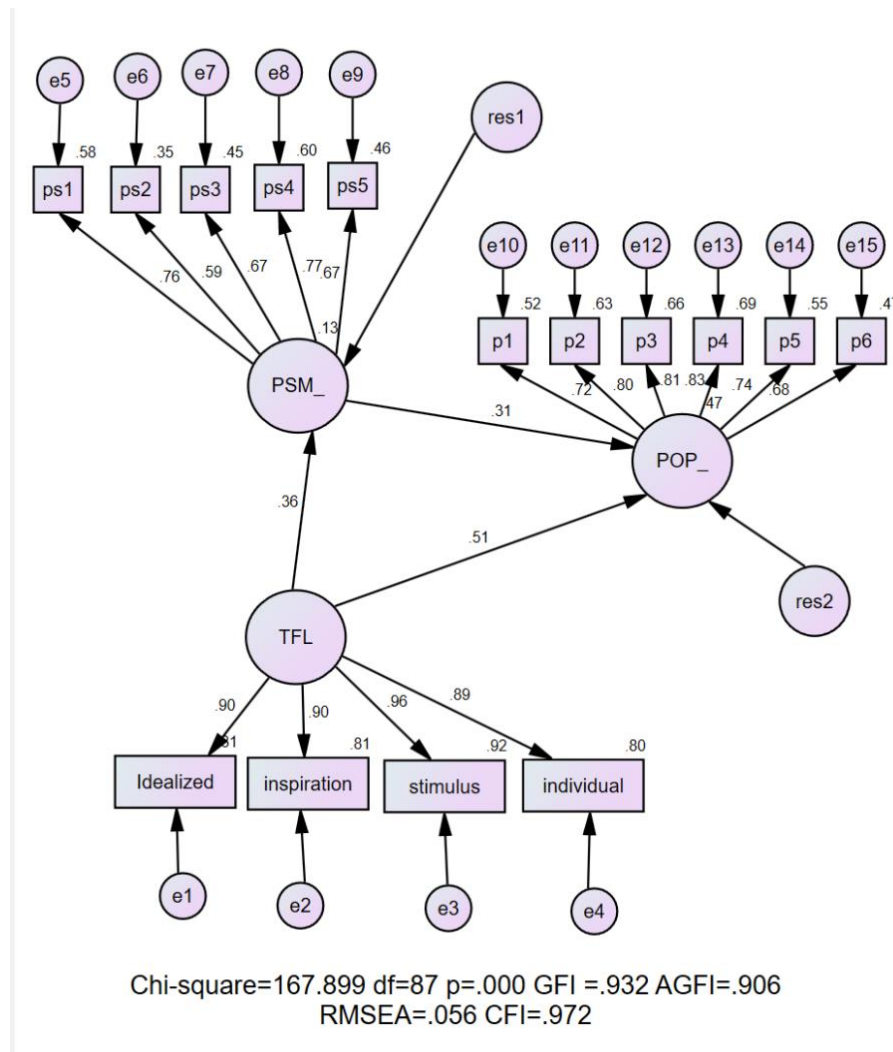 e5 e6 e7 e8 e9
res1
.58 .35 .45 .60 .46
ps1 ps2 ps3 ps4 ps5
e10 e11 e12 e13 e14 e15
.76 .59 .67 .77 .67
.52 .63 .66 .69 .55
p1 p2 p3 p4 p5 p6
.13
PSM_
.72 .80 .81 .83 .74 .68
.47
.31
POP_
.36
.51
res2
TFL
.90 .90 .96 .89
.81 .92 .80
Idealized inspiration stimulus individual
e1 e2 e3 e4
Chi-square=167.899 df=87 p=.000 GFI =.932 AGFI=.906
RMSEA=.056 CFI=.972